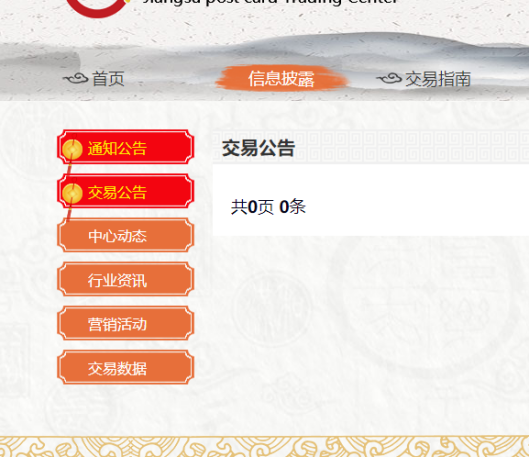 Jiangsu post card Trading Center
首页
信息披露
交易指南
通知公告
交易公告
中心动态
行业资讯
营销活动
交易数据
交易公告
共0页 0条